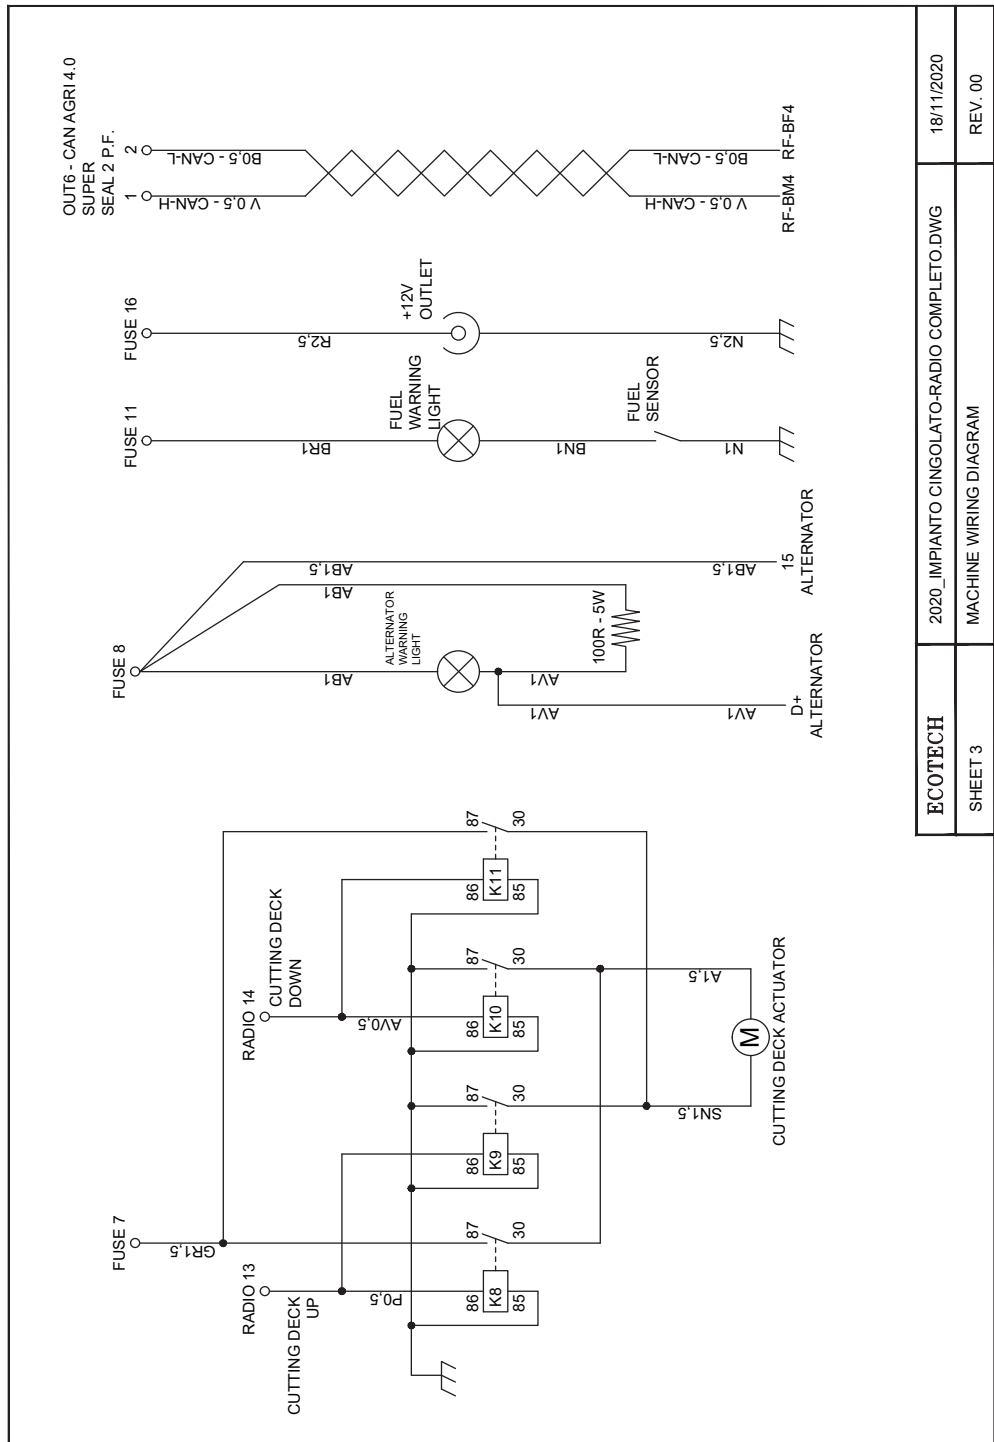 OUT6 - CAN AGRI 4.0
SUPER
SEAL 2 P.F.
1
2
V 0,5 - CAN-H
B0,5 - CAN-L
V 0,5 - CAN-H
B0,5 - CAN-L
RF-BM4
RF-BF4
FUSE 16
R2,5
+12V
OUTLET
N2,5
FUSE 11
BR1
FUEL
WARNING
LIGHT
BN1
FUEL
SENSOR
N1
FUSE 8
AB1,5
AB1
AB1
ALTERNATOR
WARNING
LIGHT
AV1
AV1
100R - 5W
AB1,5
AV1
15
ALTERNATOR
D+
ALTERNATOR
FUSE 7
GR1,5
RADIO 13
CUTTING DECK
UP
P0,5
RADIO 14
CUTTING DECK
DOWN
AV0,5
86
K8
85
87
30
86
K9
85
87
30
86
K10
85
87
30
86
K11
85
87
30
SN1,5
A1,5
M
CUTTING DECK ACTUATOR
ECOTECH
2020_IMPIANTO CINGOLATO-RADIO COMPLETO.DWG
18/11/2020
SHEET 3
MACHINE WIRING DIAGRAM
REV. 00